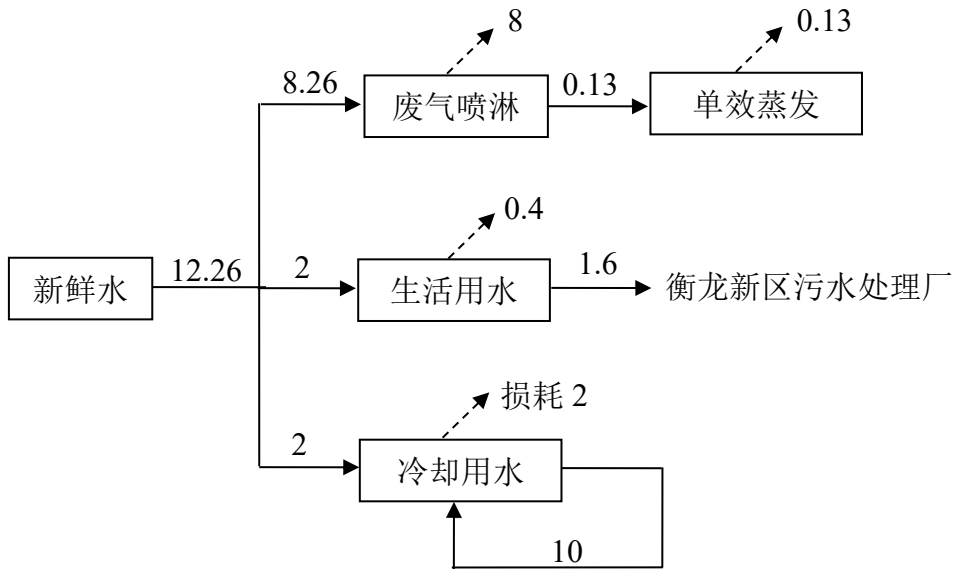 8
0.13
8.26
废气喷淋
0.13
单效蒸发
0.4
新鲜水
12.26
2
生活用水
1.6
衡龙新区污水处理厂
损耗 2
2
冷却用水
10